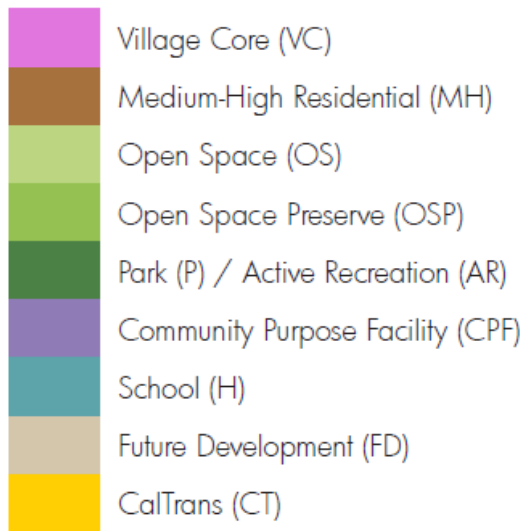 Village Core (VC)
Medium-High Residential (MH)
Open Space (OS)
Open Space Preserve (OSP)
Park (P) / Active Recreation (AR)
Community Purpose Facility (CPF)
School (H)
Future Development (FD)
CalTrans (CT)